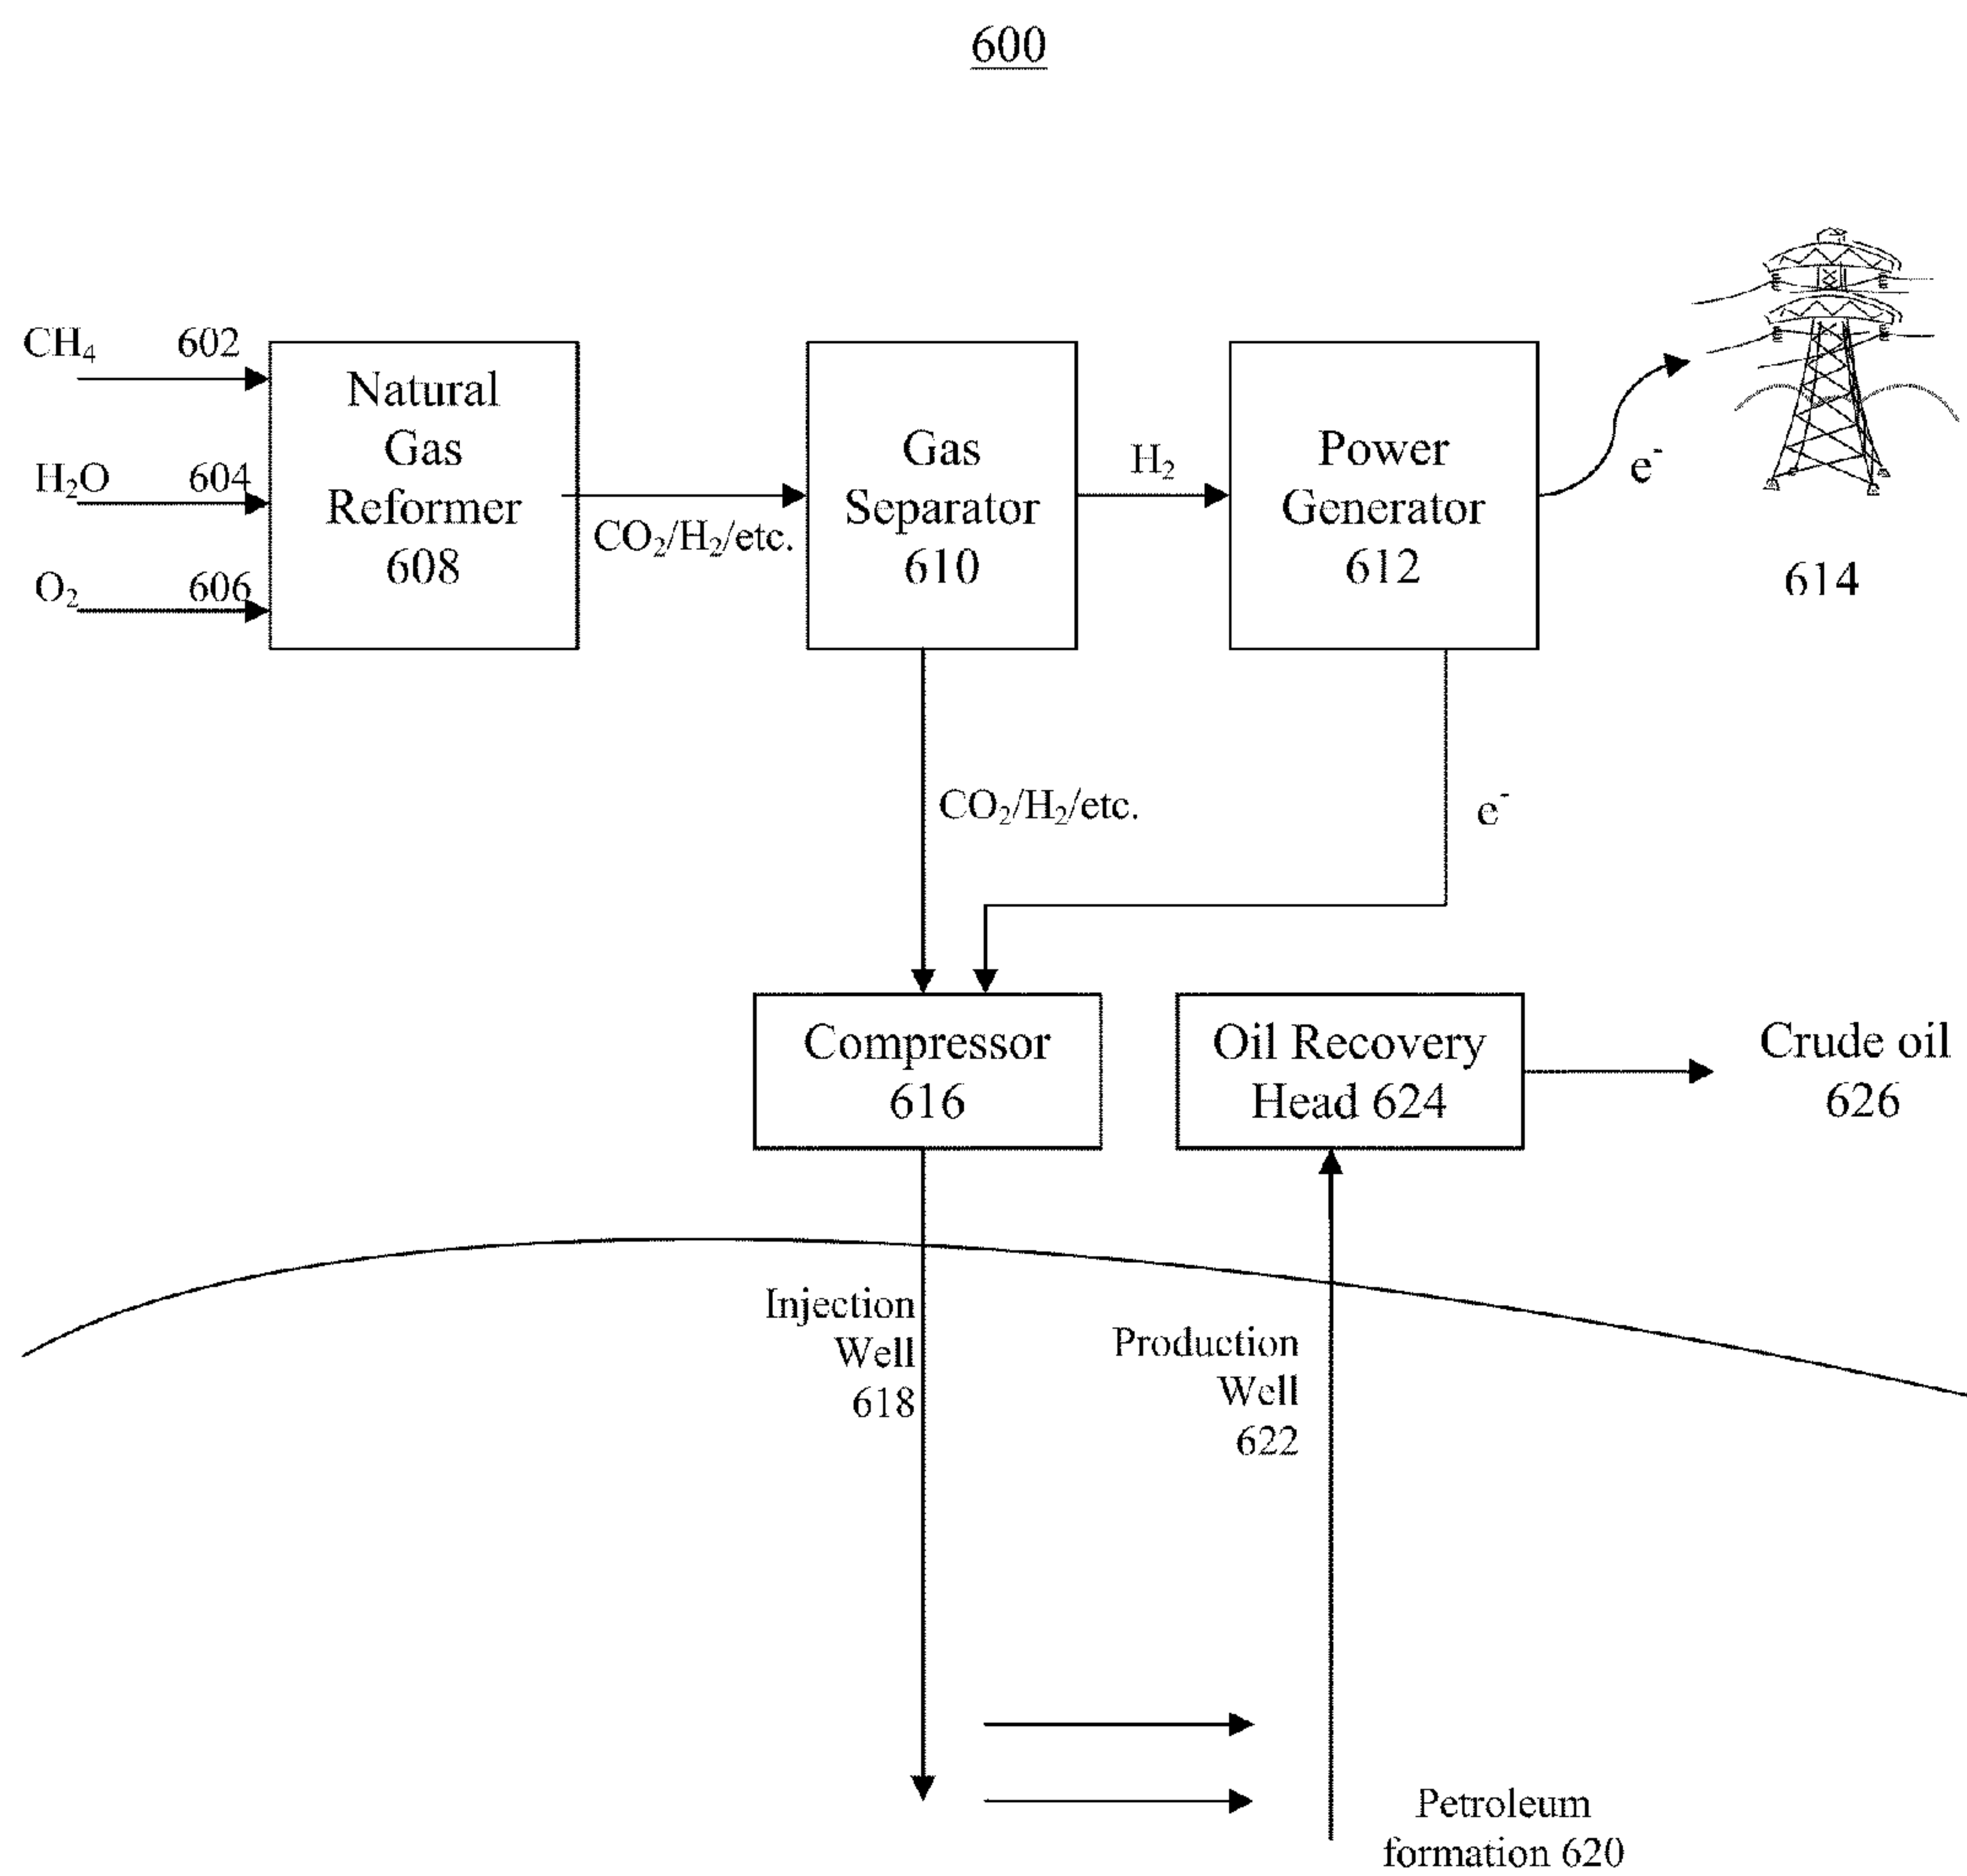 600
CH₄ 602
H₂O 604
O₂ 606
Natural
Gas
Reformer
608
CO₂/H₂/etc.
Gas
Separator
610
H₂
Power
Generator
612
e⁻
614
CO₂/H₂/etc.
e⁻
Compressor
616
Oil Recovery
Head 624
Crude oil
626
Injection
Well
618
Production
Well
622
Petroleum
formation 620